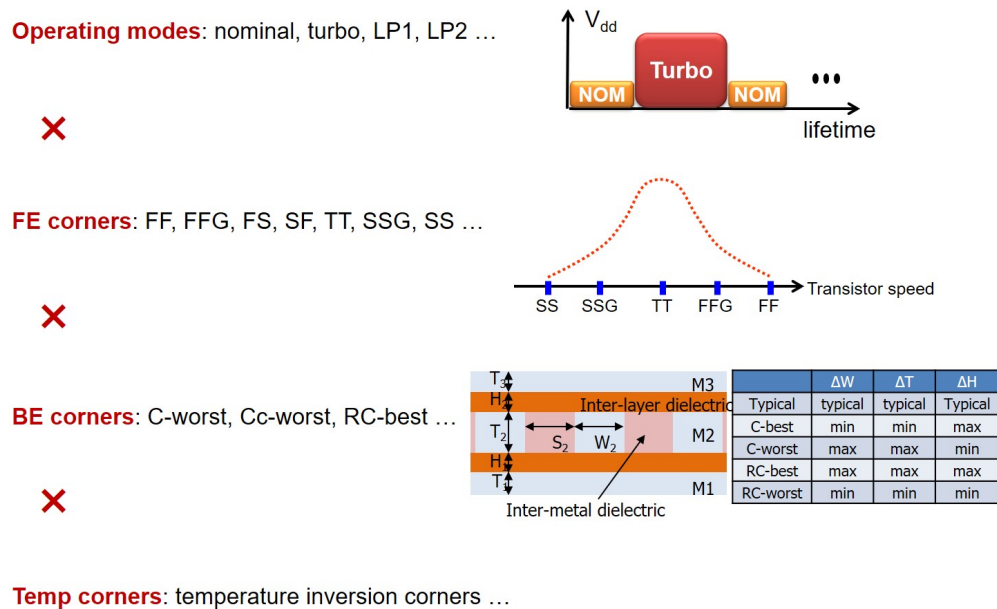 Operating modes: nominal, turbo, LP1, LP2 …
V_dd
Turbo
NOM
NOM
...
lifetime
×
FE corners: FF, FFG, FS, SF, TT, SSG, SS …
SS SSG TT FFG FF
Transistor speed
×
BE corners: C-worst, Cc-worst, RC-best …
T3
M3
H2
Inter-layer dielectric
T2
S2
W2
M2
H1
T1
M1
Inter-metal dielectric
ΔW ΔT ΔH
Typical typical typical Typical
C-best min min max
C-worst max max min
RC-best max max max
RC-worst min min min
×
Temp corners: temperature inversion corners …